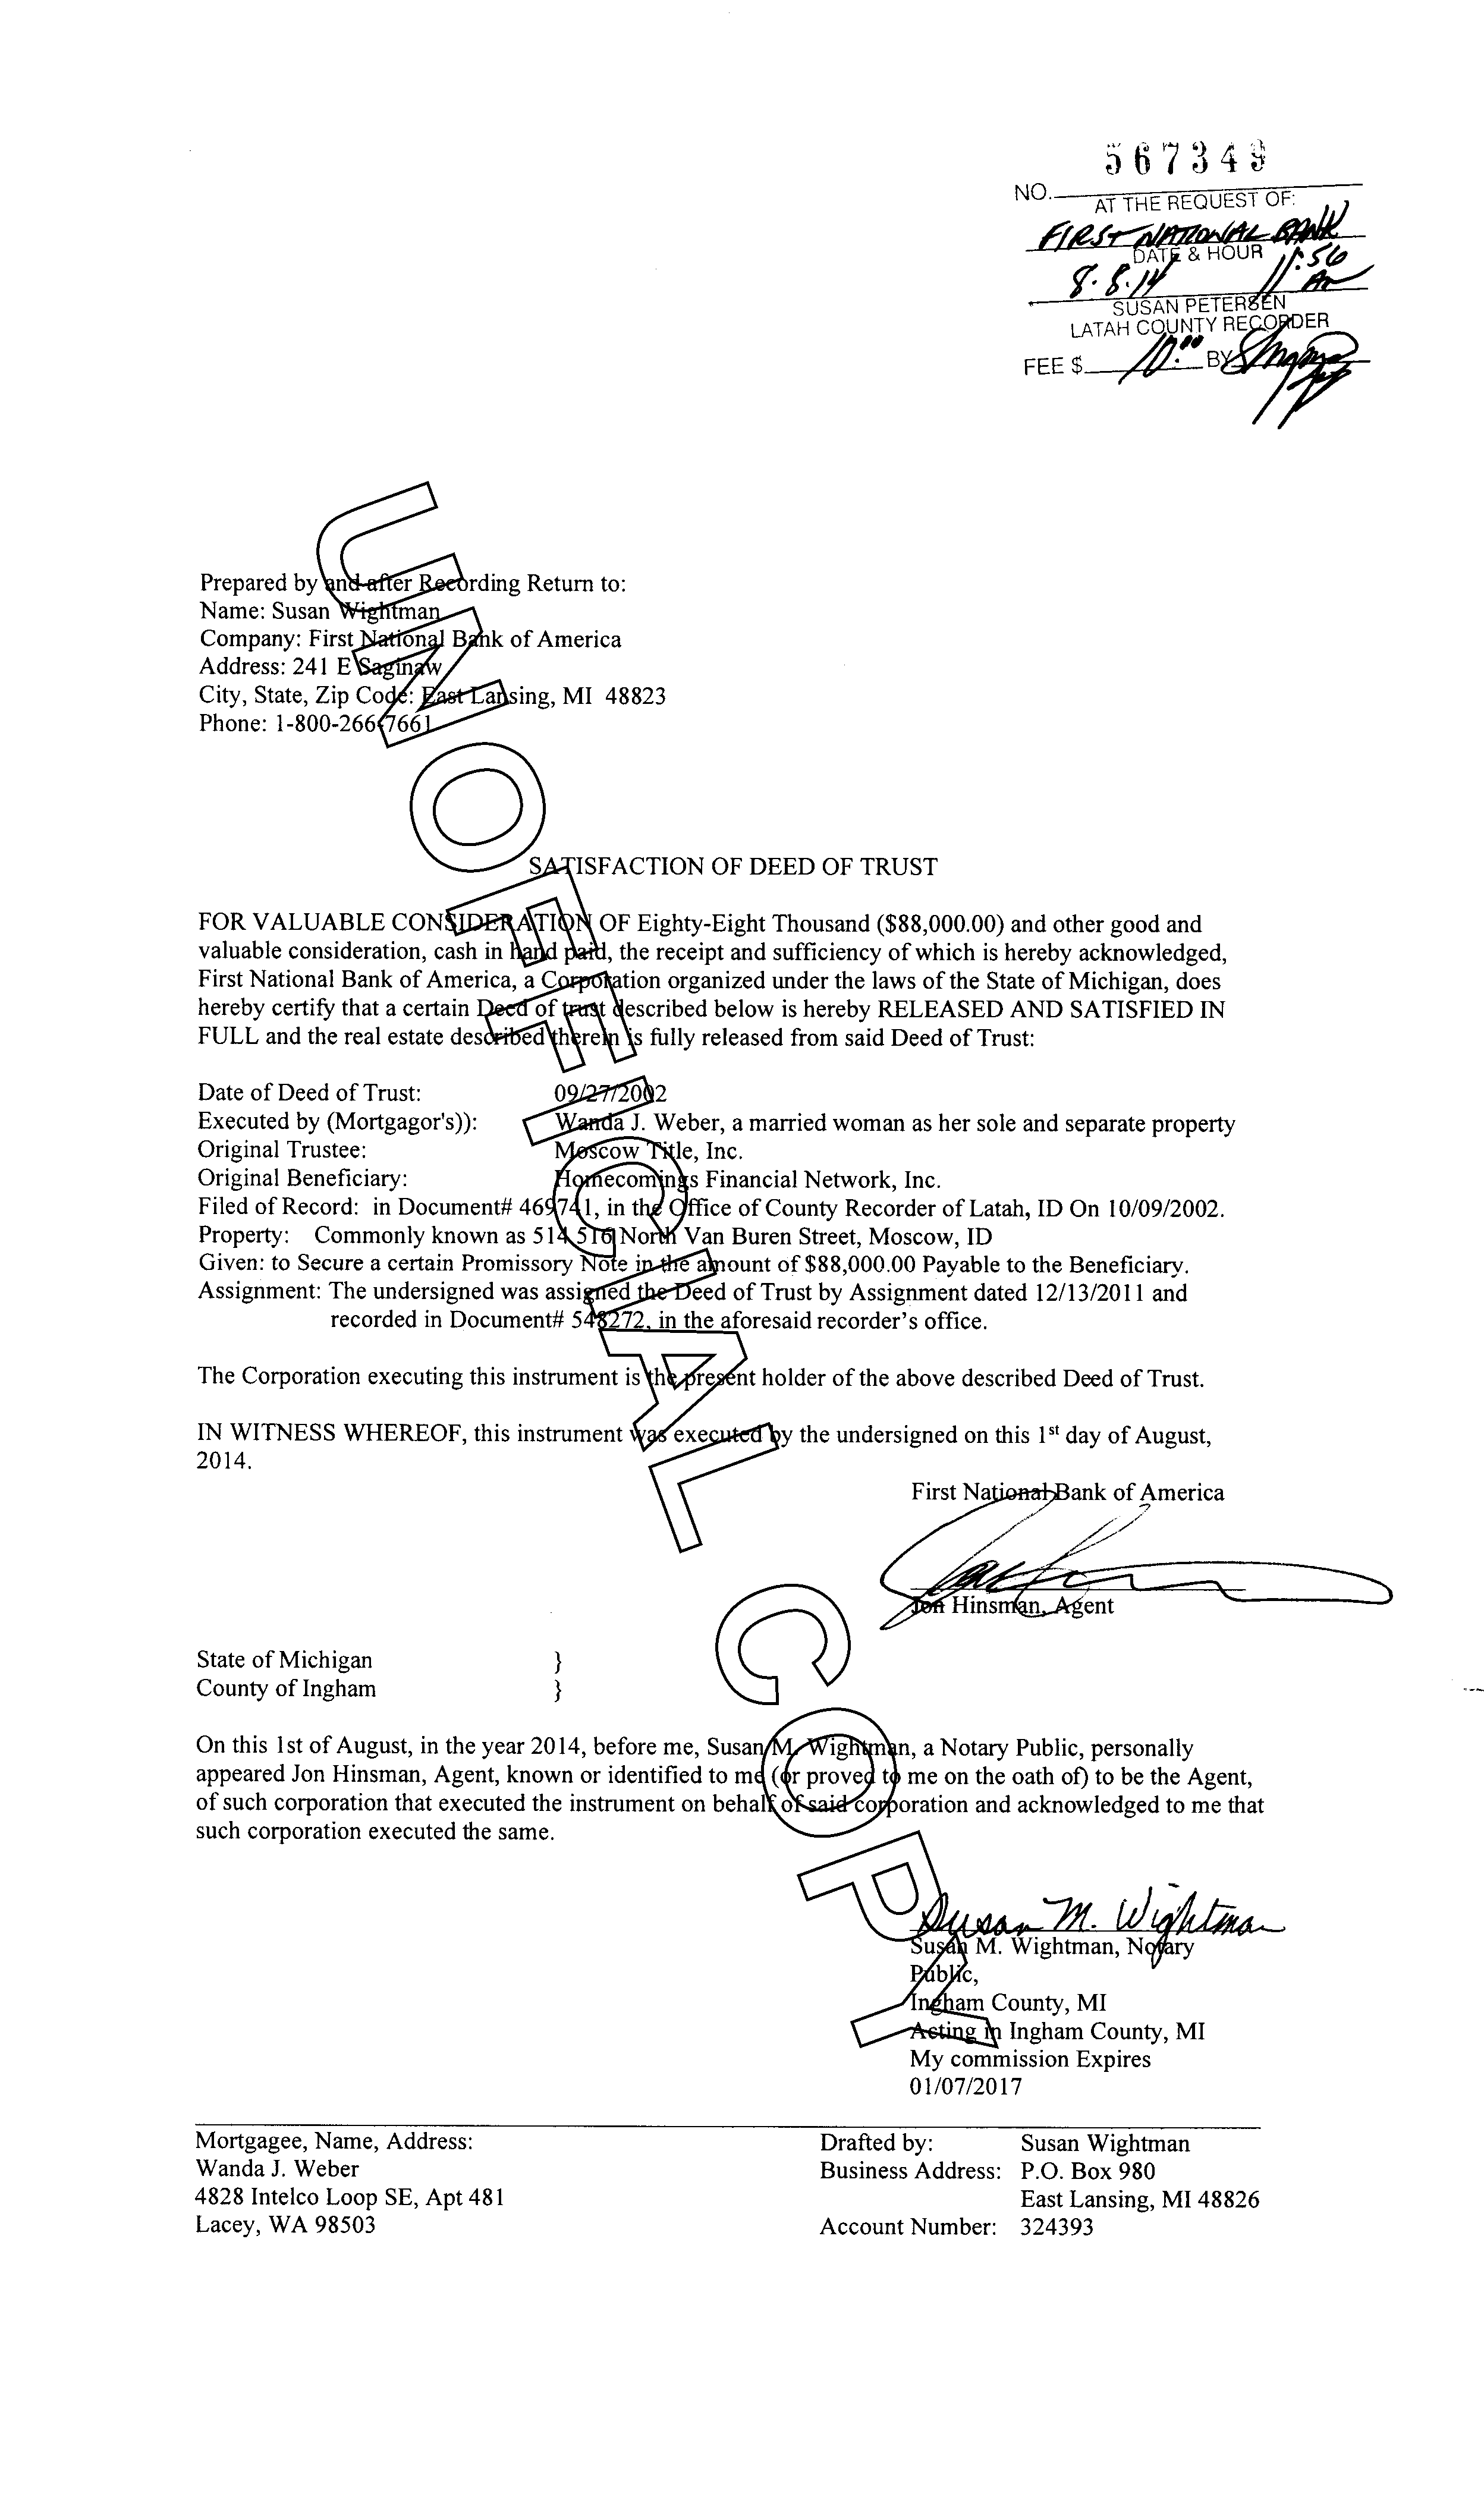 567349
NO.
AT THE REQUEST OF:
FIRST NATIONAL BANK
DATE & HOUR
8.8.14 11:56 Am
SUSAN PETERSEN
LATAH COUNTY RECORDER
FEE $ 10.00 BY
UNOFFICIAL COPY
Prepared by and after Recording Return to:
Name: Susan Wightman
Company: First National Bank of America
Address: 241 E Saginaw
City, State, Zip Code: East Lansing, MI 48823
Phone: 1-800-266-7661
SATISFACTION OF DEED OF TRUST
FOR VALUABLE CONSIDERATION OF Eighty-Eight Thousand ($88,000.00) and other good and
valuable consideration, cash in hand paid, the receipt and sufficiency of which is hereby acknowledged,
First National Bank of America, a Corporation organized under the laws of the State of Michigan, does
hereby certify that a certain Deed of trust described below is hereby RELEASED AND SATISFIED IN
FULL and the real estate described therein is fully released from said Deed of Trust:
Date of Deed of Trust: 09/27/2002
Executed by (Mortgagor's)): Wanda J. Weber, a married woman as her sole and separate property
Original Trustee: Moscow Title, Inc.
Original Beneficiary: Homecomings Financial Network, Inc.
Filed of Record: in Document# 469741, in the Office of County Recorder of Latah, ID On 10/09/2002.
Property: Commonly known as 514 516 North Van Buren Street, Moscow, ID
Given: to Secure a certain Promissory Note in the amount of $88,000.00 Payable to the Beneficiary.
Assignment: The undersigned was assigned the Deed of Trust by Assignment dated 12/13/2011 and
recorded in Document# 548272, in the aforesaid recorder's office.
The Corporation executing this instrument is the present holder of the above described Deed of Trust.
IN WITNESS WHEREOF, this instrument was executed by the undersigned on this 1st day of August,
2014.
First National Bank of America
Jon Hinsman, Agent
State of Michigan }
County of Ingham }
On this 1st of August, in the year 2014, before me, Susan M. Wightman, a Notary Public, personally
appeared Jon Hinsman, Agent, known or identified to me (or proved to me on the oath of) to be the Agent,
of such corporation that executed the instrument on behalf of said corporation and acknowledged to me that
such corporation executed the same.
Susan M. Wightman
Susan M. Wightman, Notary
Public,
Ingham County, MI
Acting in Ingham County, MI
My commission Expires
01/07/2017
Mortgagee, Name, Address:
Wanda J. Weber
4828 Intelco Loop SE, Apt 481
Lacey, WA 98503
Drafted by: Susan Wightman
Business Address: P.O. Box 980
East Lansing, MI 48826
Account Number: 324393